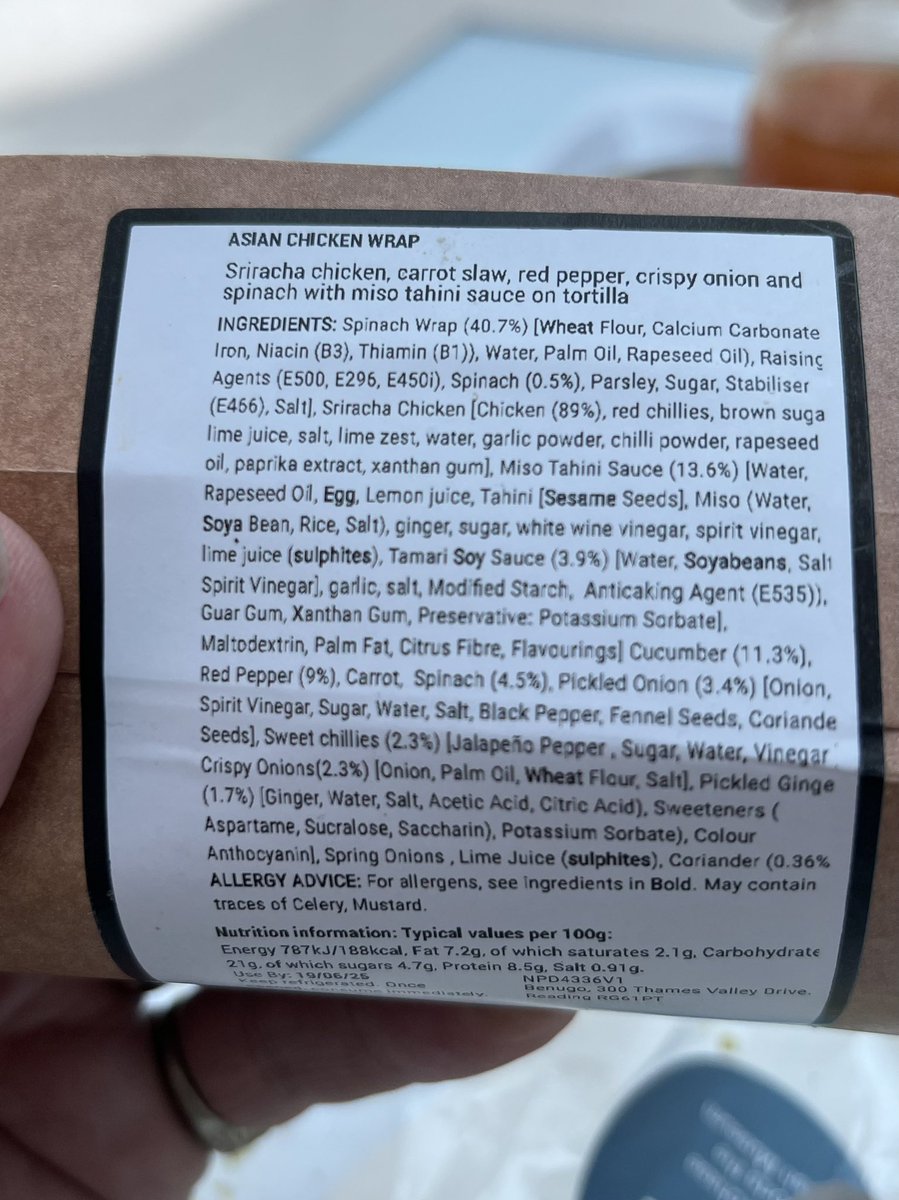 ASIAN CHICKEN WRAP
Sriracha chicken, carrot slaw, red pepper, crispy onion and
spinach with miso tahini sauce on tortilla
INGREDIENTS: Spinach Wrap (40.7%) [Wheat Flour, Calcium Carbonate
Iron, Niacin (B3), Thiamin (B1)), Water, Palm Oil, Rapeseed Oil), Raising
Agents (E500, E296, E450i), Spinach (0.5%), Parsley, Sugar, Stabiliser
(E466), Salt], Sriracha Chicken [Chicken (89%), red chillies, brown suga
lime juice, salt, lime zest, water, garlic powder, chilli powder, rapeseed
oil, paprika extract, xanthan gum], Miso Tahini Sauce (13.6%) [Water,
Rapeseed Oil, Egg, Lemon juice, Tahini [Sesame Seeds], Miso (Water,
Soya Bean, Rice, Salt), ginger, sugar, white wine vinegar, spirit vinegar,
lime juice (sulphites), Tamari Soy Sauce (3.9%) [Water, Soyabeans, Salt
Spirit Vinegar], garlic, salt, Modified Starch, Anticaking Agent (E535)),
Guar Gum, Xanthan Gum, Preservative: Potassium Sorbate],
Maltodextrin, Palm Fat, Citrus Fibre, Flavourings] Cucumber (11.3%),
Red Pepper (9%), Carrot, Spinach (4.5%), Pickled Onion (3.4%) [Onion,
Spirit Vinegar, Sugar, Water, Salt, Black Pepper, Fennel Seeds, Coriande
Seeds], Sweet chillies (2.3%) [Jalapeño Pepper , Sugar, Water, Vinegar
Crispy Onions(2.3%) [Onion, Palm Oil, Wheat Flour, Salt], Pickled Ginge
(1.7%) [Ginger, Water, Salt, Acetic Acid, Citric Acid), Sweeteners (
Aspartame, Sucralose, Saccharin), Potassium Sorbate), Colour
Anthocyanin], Spring Onions , Lime Juice (sulphites), Coriander (0.36%
ALLERGY ADVICE: For allergens, see ingredients in Bold. May contain
traces of Celery, Mustard.
Nutrition information: Typical values per 100g:
Energy 787kJ/188kcal, Fat 7.2g, of which saturates 2.1g, Carbohydrate
21g, of which sugars 4.7g, Protein 8.5g, Salt 0.91g.
Use By: 19/06/25
Keep refrigerated. Once
consume immediately.
NPD4336V1
Benugo, 300 Thames Valley Drive.
Reading RG61PT